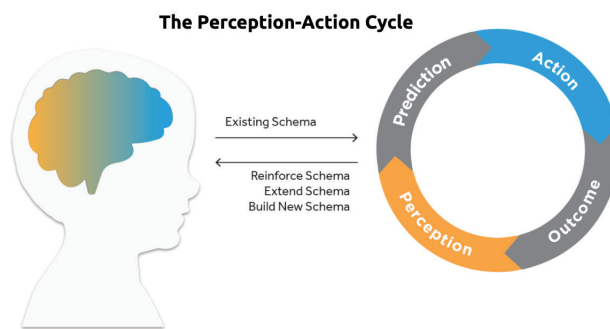 The Perception-Action Cycle
Existing Schema
Reinforce Schema
Extend Schema
Build New Schema
Prediction
Action
Outcome
Perception